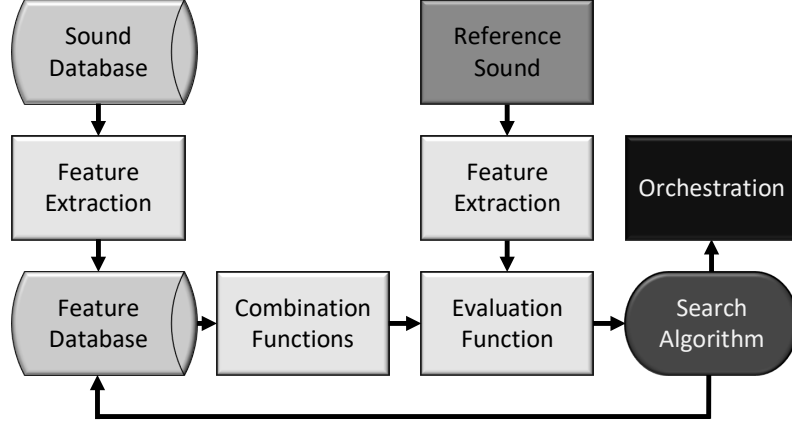 Sound
Database
Reference
Sound
Feature
Extraction
Feature
Extraction
Orchestration
Feature
Database
Combination
Functions
Evaluation
Function
Search
Algorithm